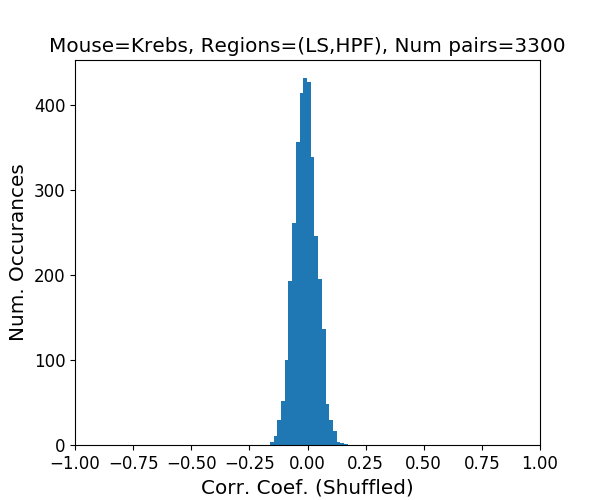 Mouse=Krebs, Regions=(LS,HPF), Num pairs=3300
400
300
200
100
0
Num. Occurances
−1.00 −0.75 −0.50 −0.25 0.00 0.25 0.50 0.75 1.00
Corr. Coef. (Shuffled)